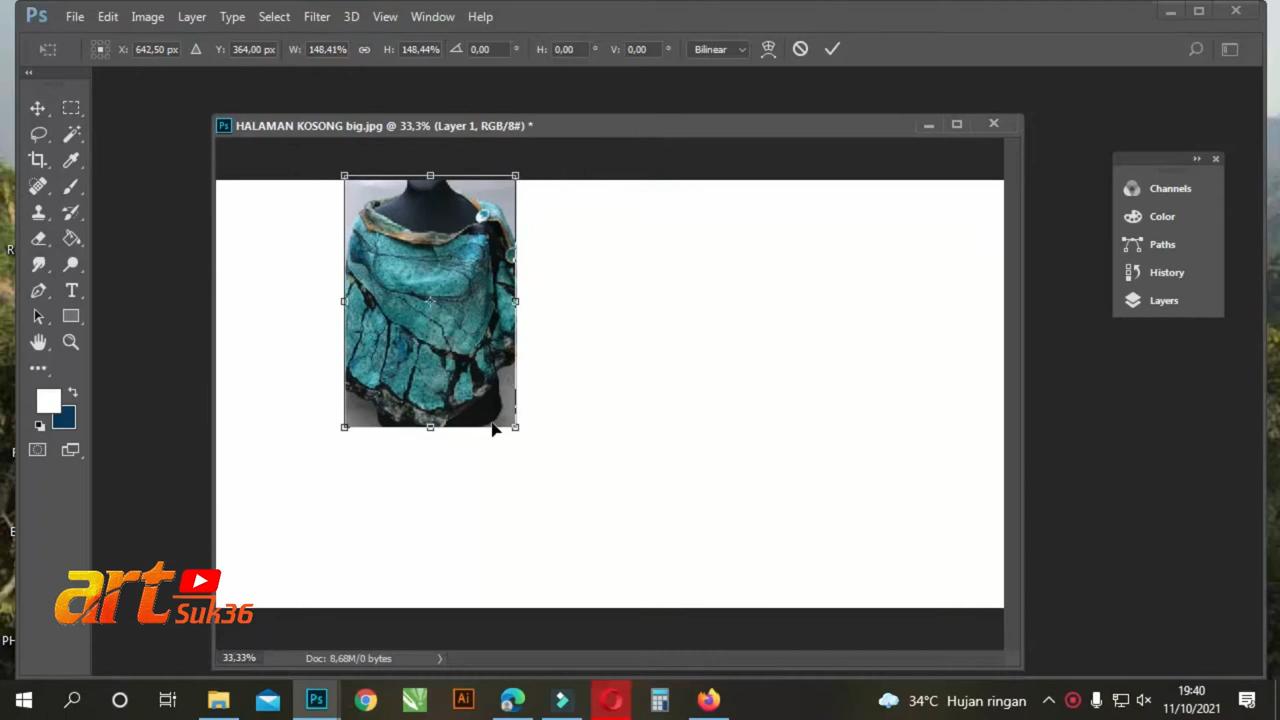 Ps File Edit Image Layer Type Select Filter 3D View Window Help
X: 642,50 px Y: 364,00 px W: 148,41% H: 148,44% 0,00 ° H: 0,00 ° V: 0,00 ° Bilinear
Ps HALAMAN KOSONG big.jpg @ 33,3% (Layer 1, RGB/8#) *
Channels
Color
Paths
History
Layers
T
art
Suk36
33,33% Doc: 8,68M/0 bytes
PH
Ps Ai 34°C Hujan ringan 19:40
11/10/2021